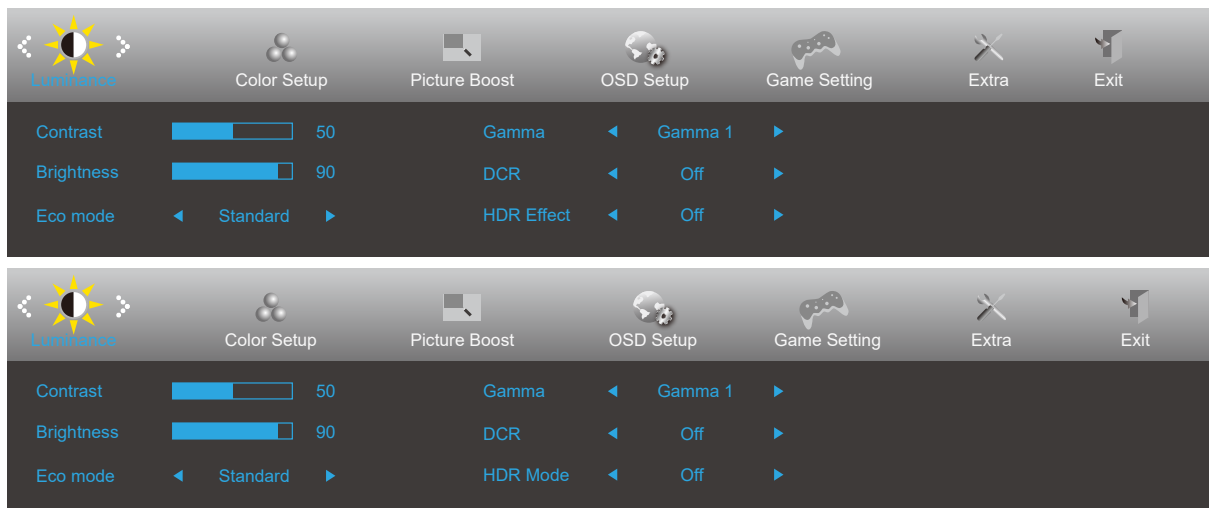 Luminance Color Setup Picture Boost OSD Setup Game Setting Extra Exit
Contrast 50 Gamma Gamma 1
Brightness 90 DCR Off
Eco mode Standard HDR Effect Off
Luminance Color Setup Picture Boost OSD Setup Game Setting Extra Exit
Contrast 50 Gamma Gamma 1
Brightness 90 DCR Off
Eco mode Standard HDR Mode Off